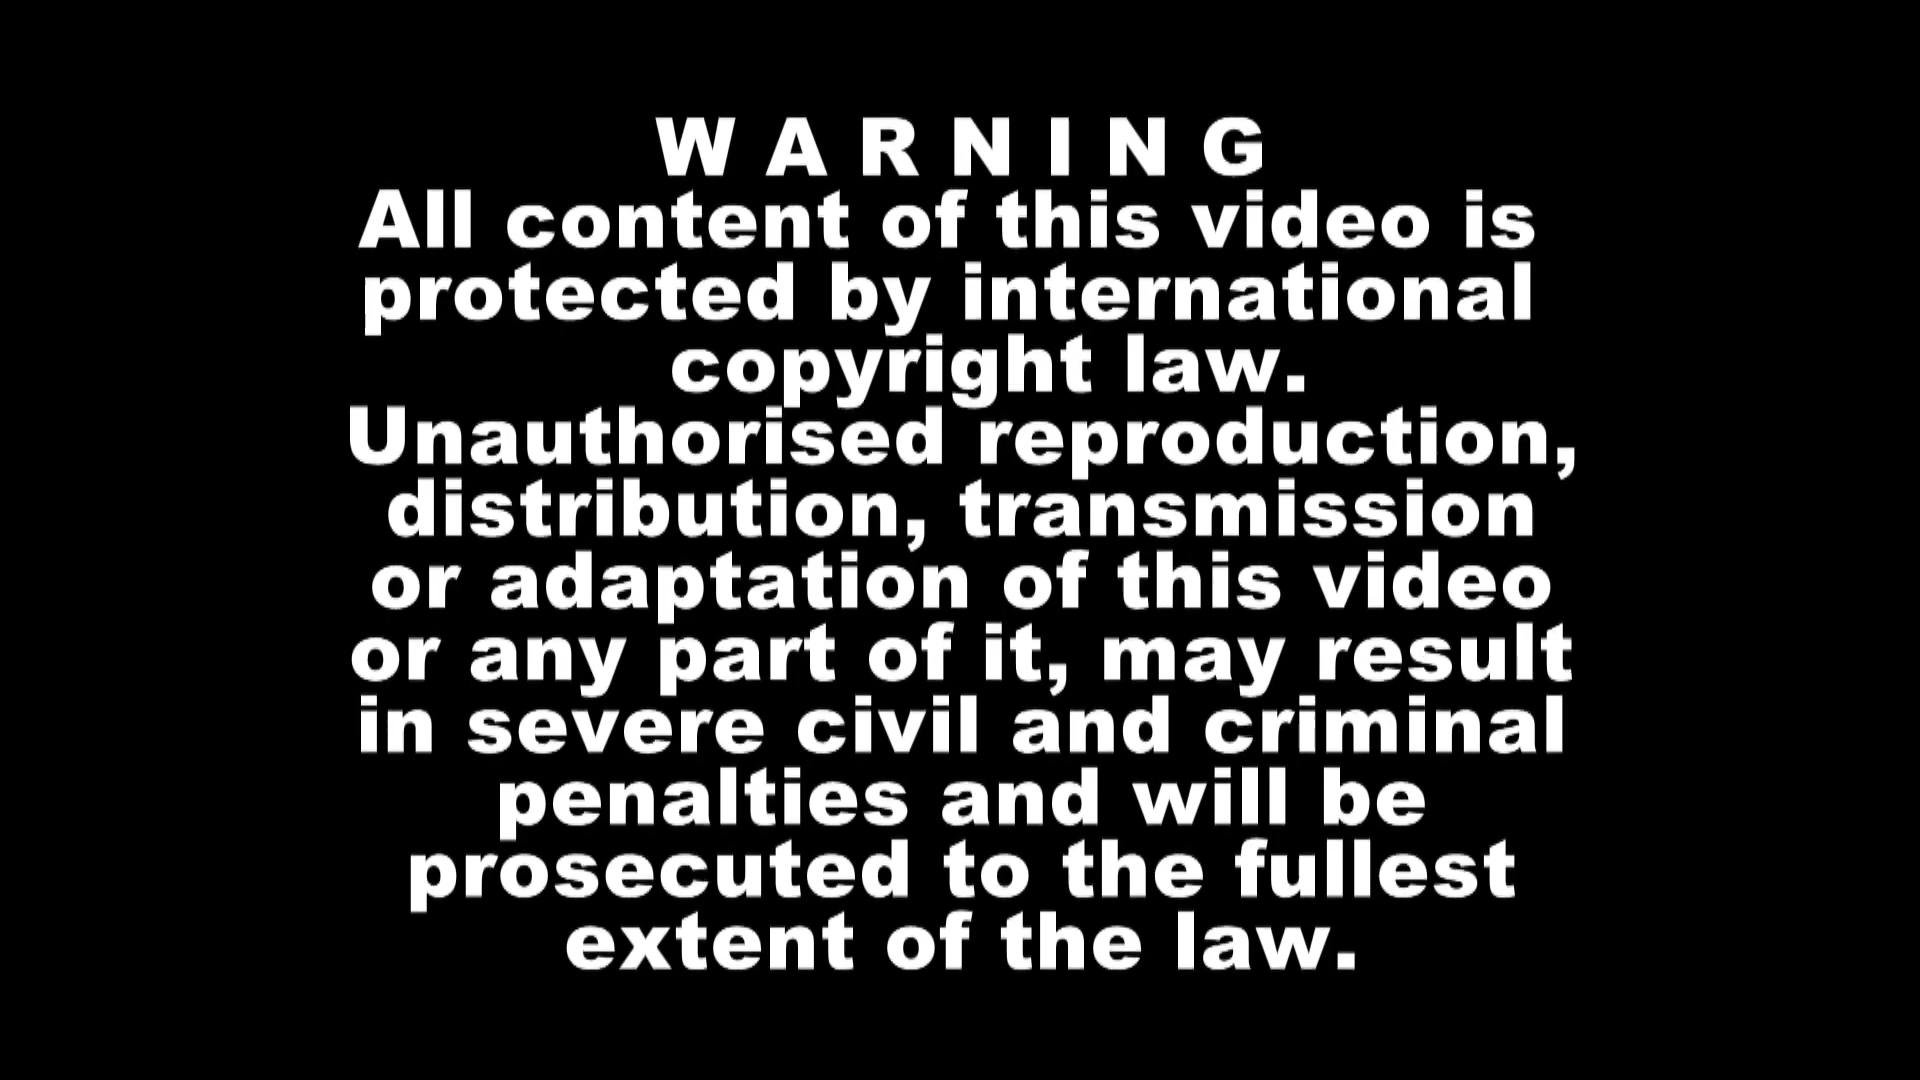 W A R N I N G
All content of this video is
protected by international
copyright law.
Unauthorised reproduction,
distribution, transmission
or adaptation of this video
or any part of it, may result
in severe civil and criminal
penalties and will be
prosecuted to the fullest
extent of the law.